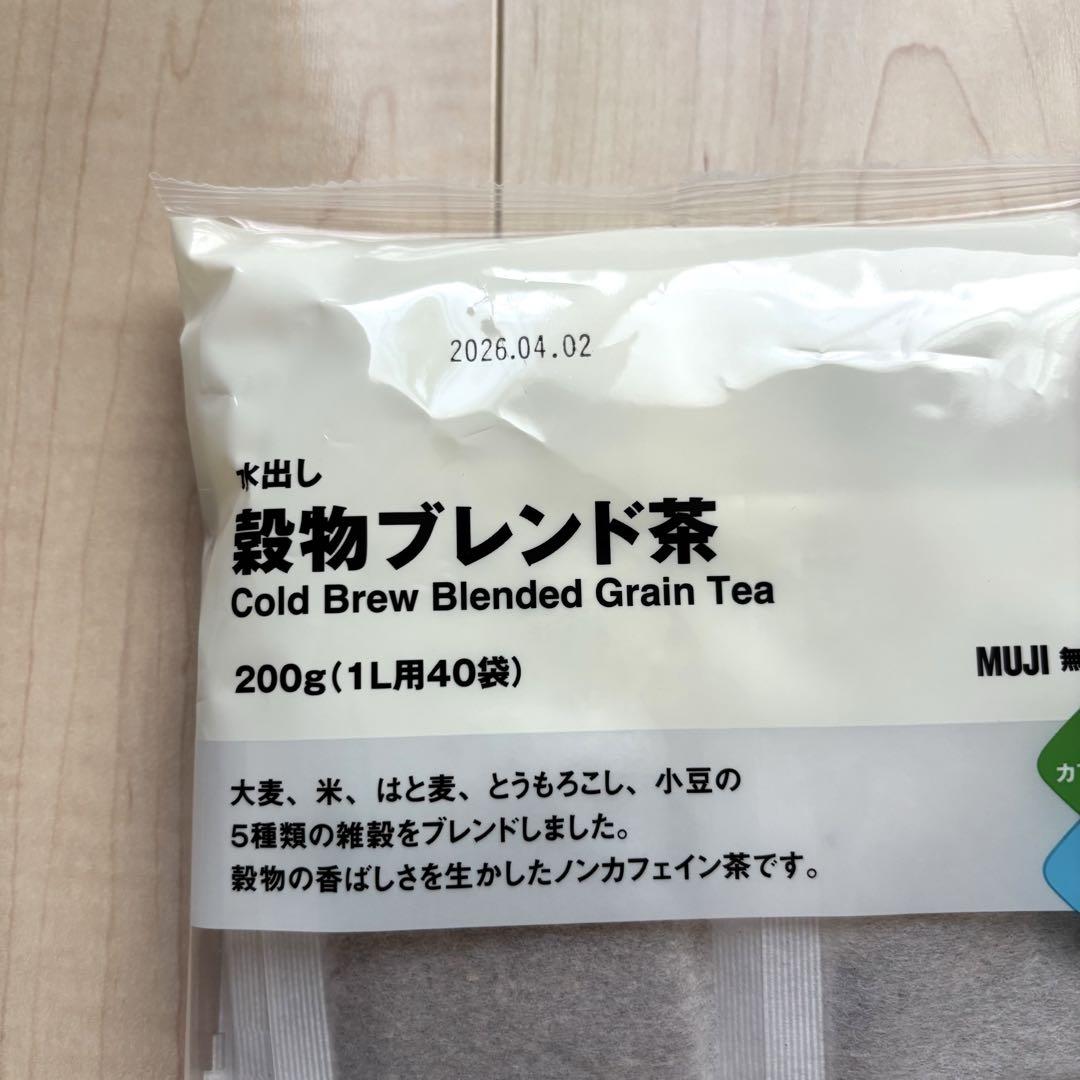 2026.04.02
水出し
穀物ブレンド茶
Cold Brew Blended Grain Tea
200g(1L用40袋)
MUJI 無
大麦、米、はと麦、とうもろこし、小豆の
5種類の雑穀をブレンドしました。
穀物の香ばしさを生かしたノンカフェイン茶です。
カ